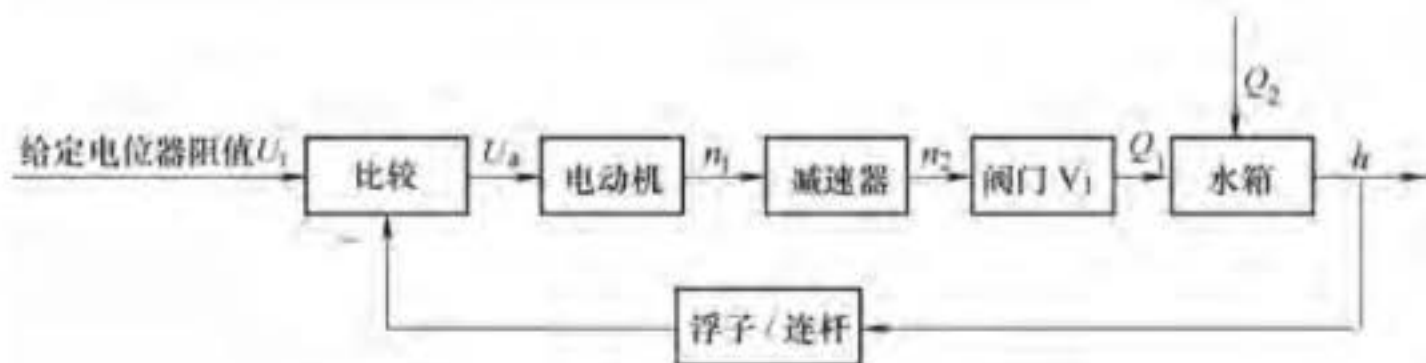 Q₂
给定电位器阻值Uᵢ
比较
Uₐ
电动机
n₁
减速器
n₂
阀门 V₁
Q₁
水箱
h
−
浮子 / 连杆